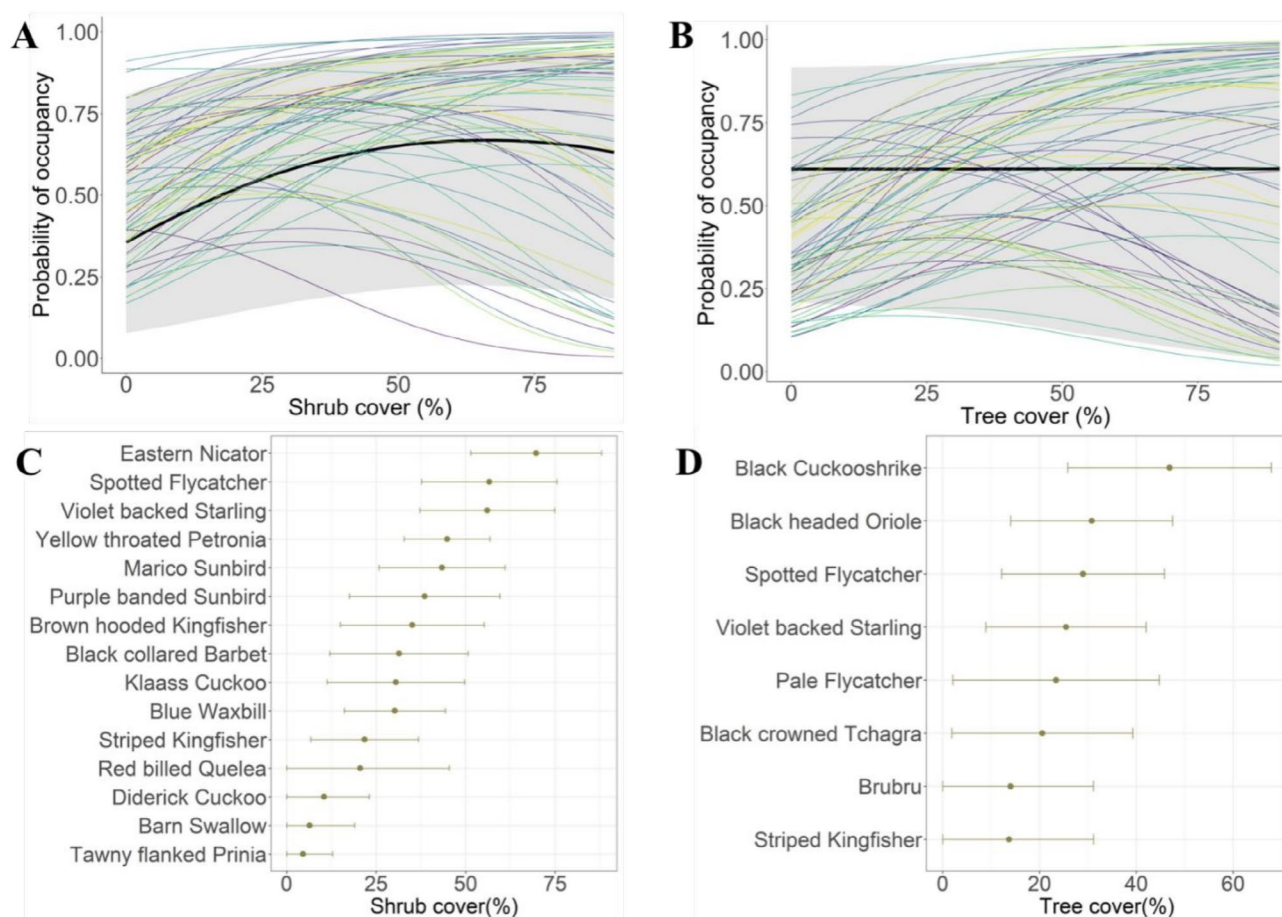 A
1.00
0.75
0.50
0.25
0.00
Probability of occupancy
0 25 50 75
Shrub cover (%)
B
1.00
0.75
0.50
0.25
0.00
Probability of occupancy
0 25 50 75
Tree cover (%)
C
Eastern Nicator
Spotted Flycatcher
Violet backed Starling
Yellow throated Petronia
Marico Sunbird
Purple banded Sunbird
Brown hooded Kingfisher
Black collared Barbet
Klaass Cuckoo
Blue Waxbill
Striped Kingfisher
Red billed Quelea
Diderick Cuckoo
Barn Swallow
Tawny flanked Prinia
0 25 50 75
Shrub cover(%)
D
Black Cuckooshrike
Black headed Oriole
Spotted Flycatcher
Violet backed Starling
Pale Flycatcher
Black crowned Tchagra
Brubru
Striped Kingfisher
0 20 40 60
Tree cover(%)